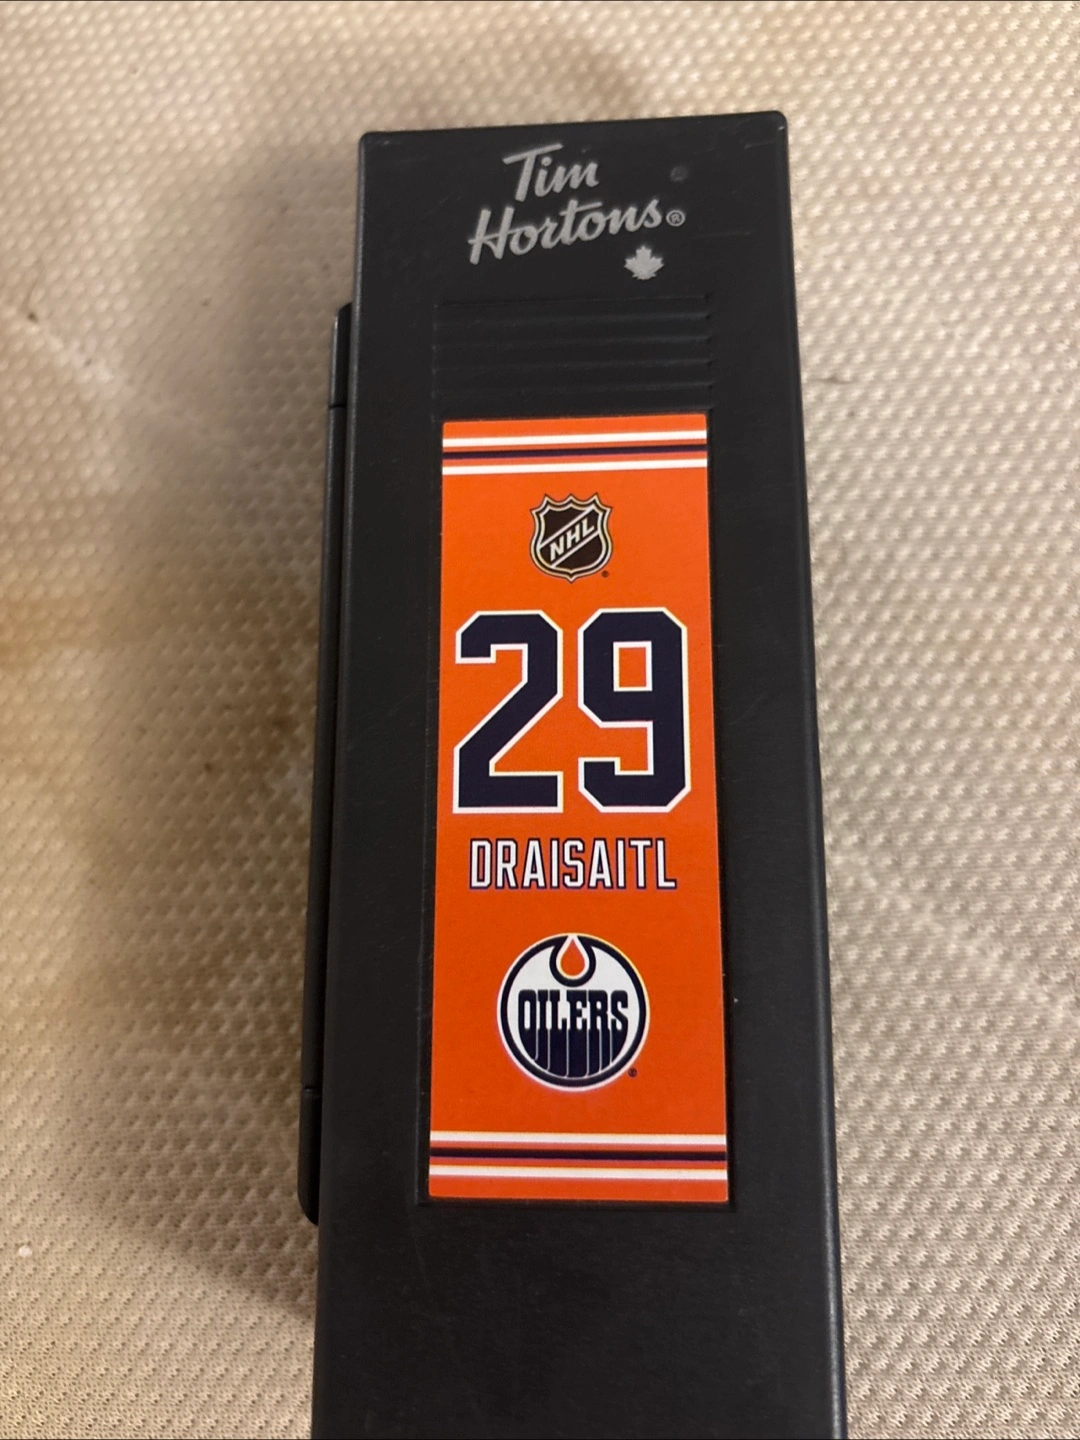 Tim
Hortons®
NHL
29
DRAISAITL
OILERS